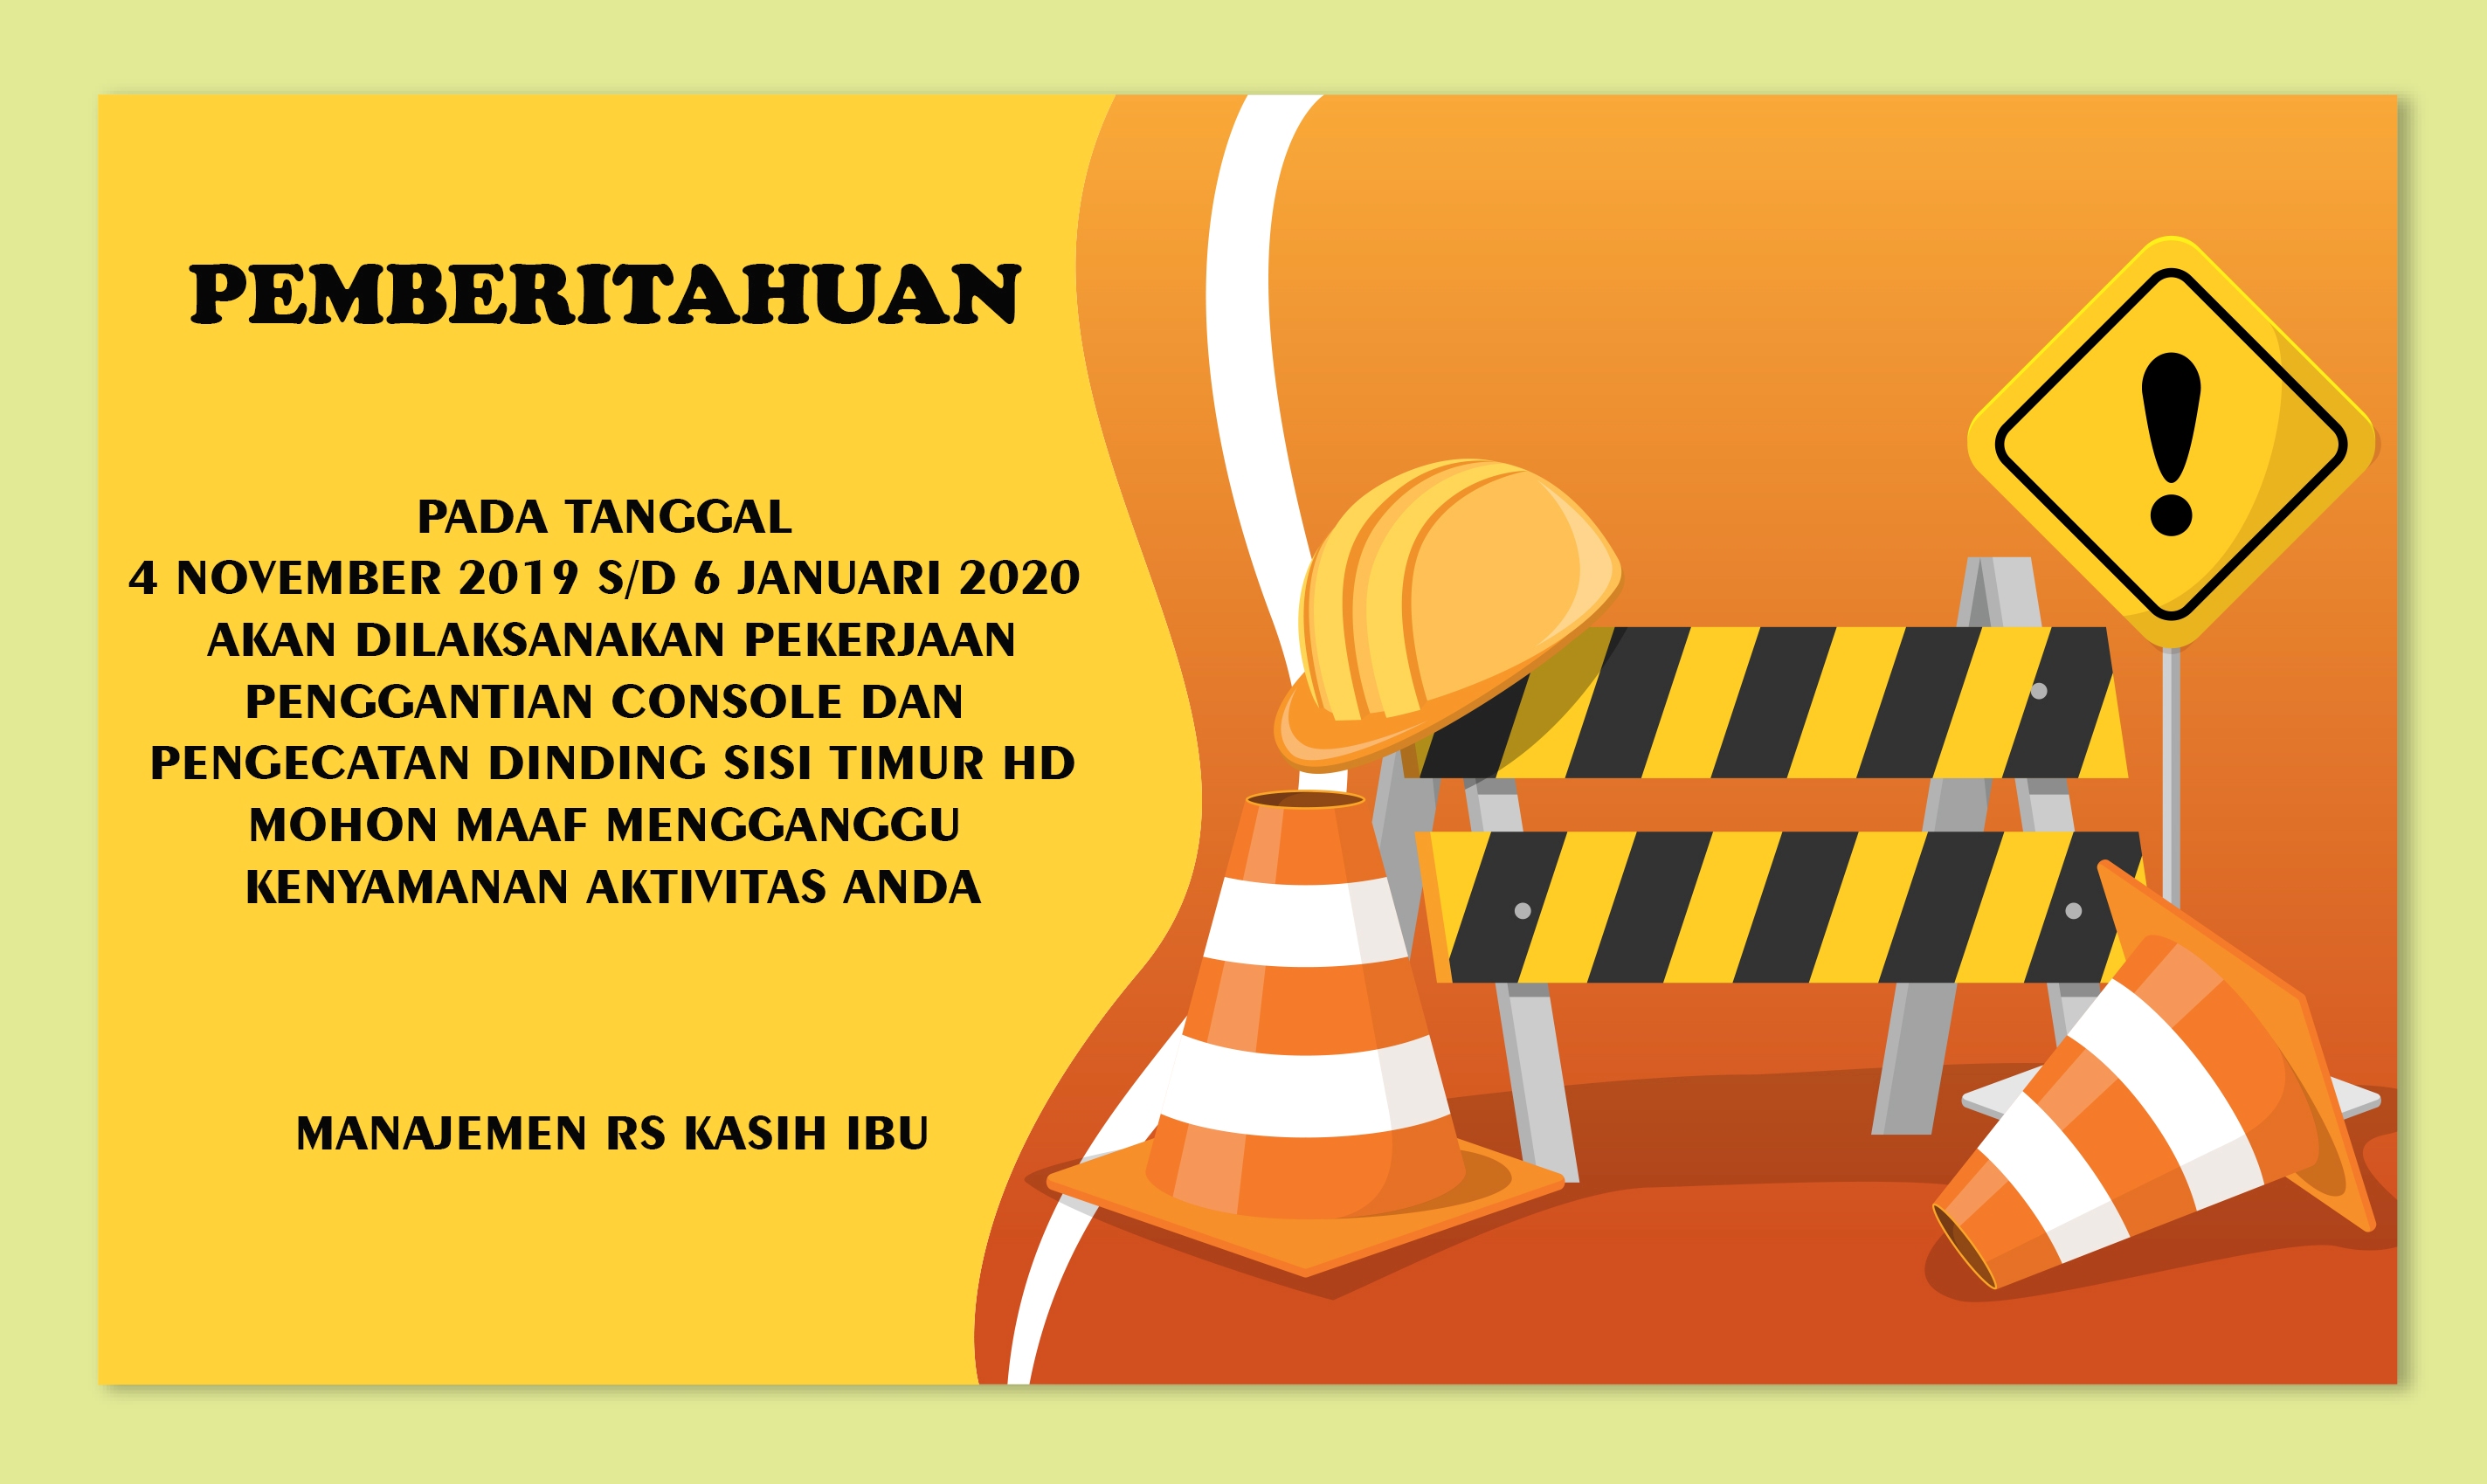 PEMBERITAHUAN
PADA TANGGAL
4 NOVEMBER 2019 S/D 6 JANUARI 2020
AKAN DILAKSANAKAN PEKERJAAN
PENGGANTIAN CONSOLE DAN
PENGECATAN DINDING SISI TIMUR HD
MOHON MAAF MENGGANGGU
KENYAMANAN AKTIVITAS ANDA
MANAJEMEN RS KASIH IBU